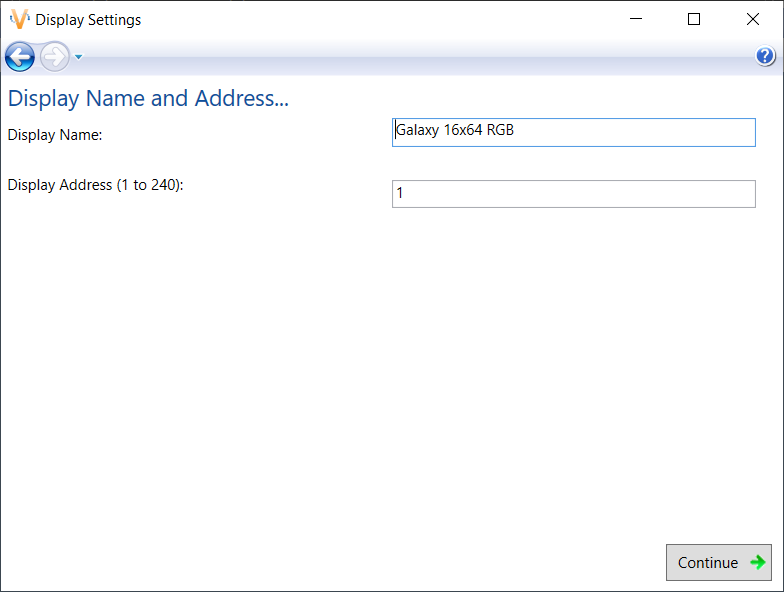 Display Settings
Display Name and Address...
Display Name:
Galaxy 16x64 RGB
Display Address (1 to 240):
1
Continue